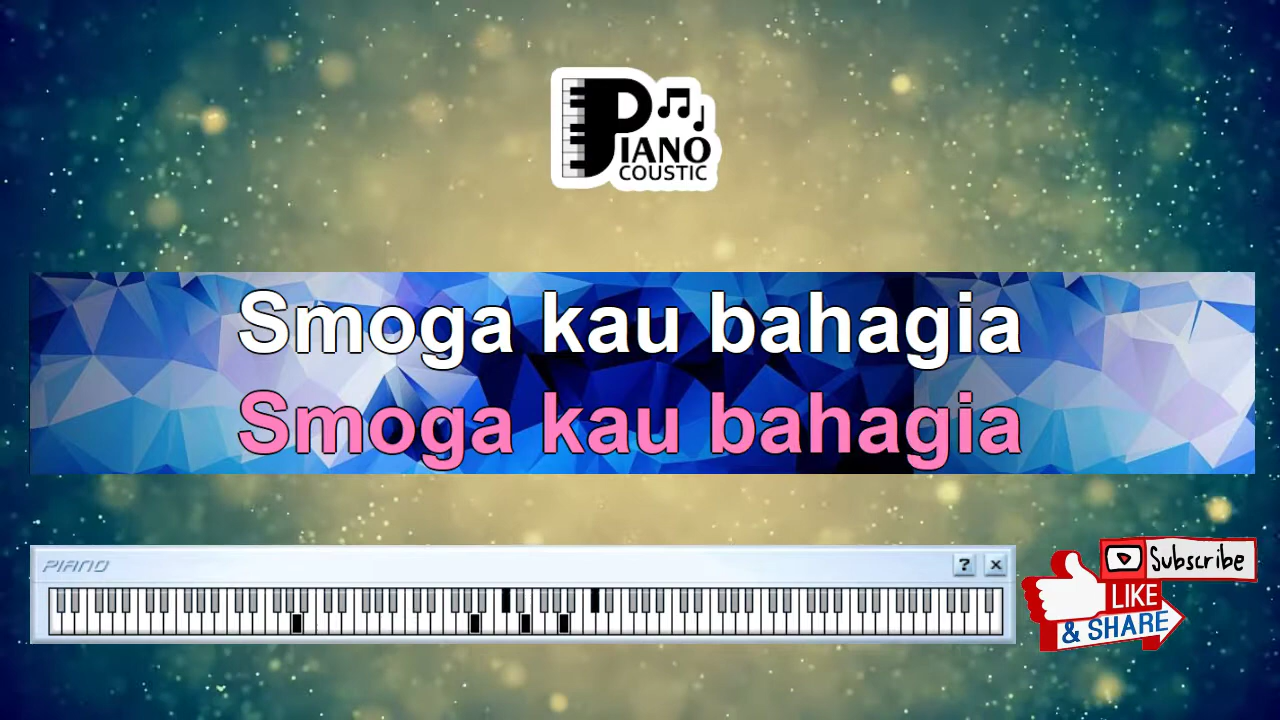 PIANO
COUSTIC
Smoga kau bahagia
Smoga kau bahagia
PIANO
?
×
Subscribe
LIKE
& SHARE